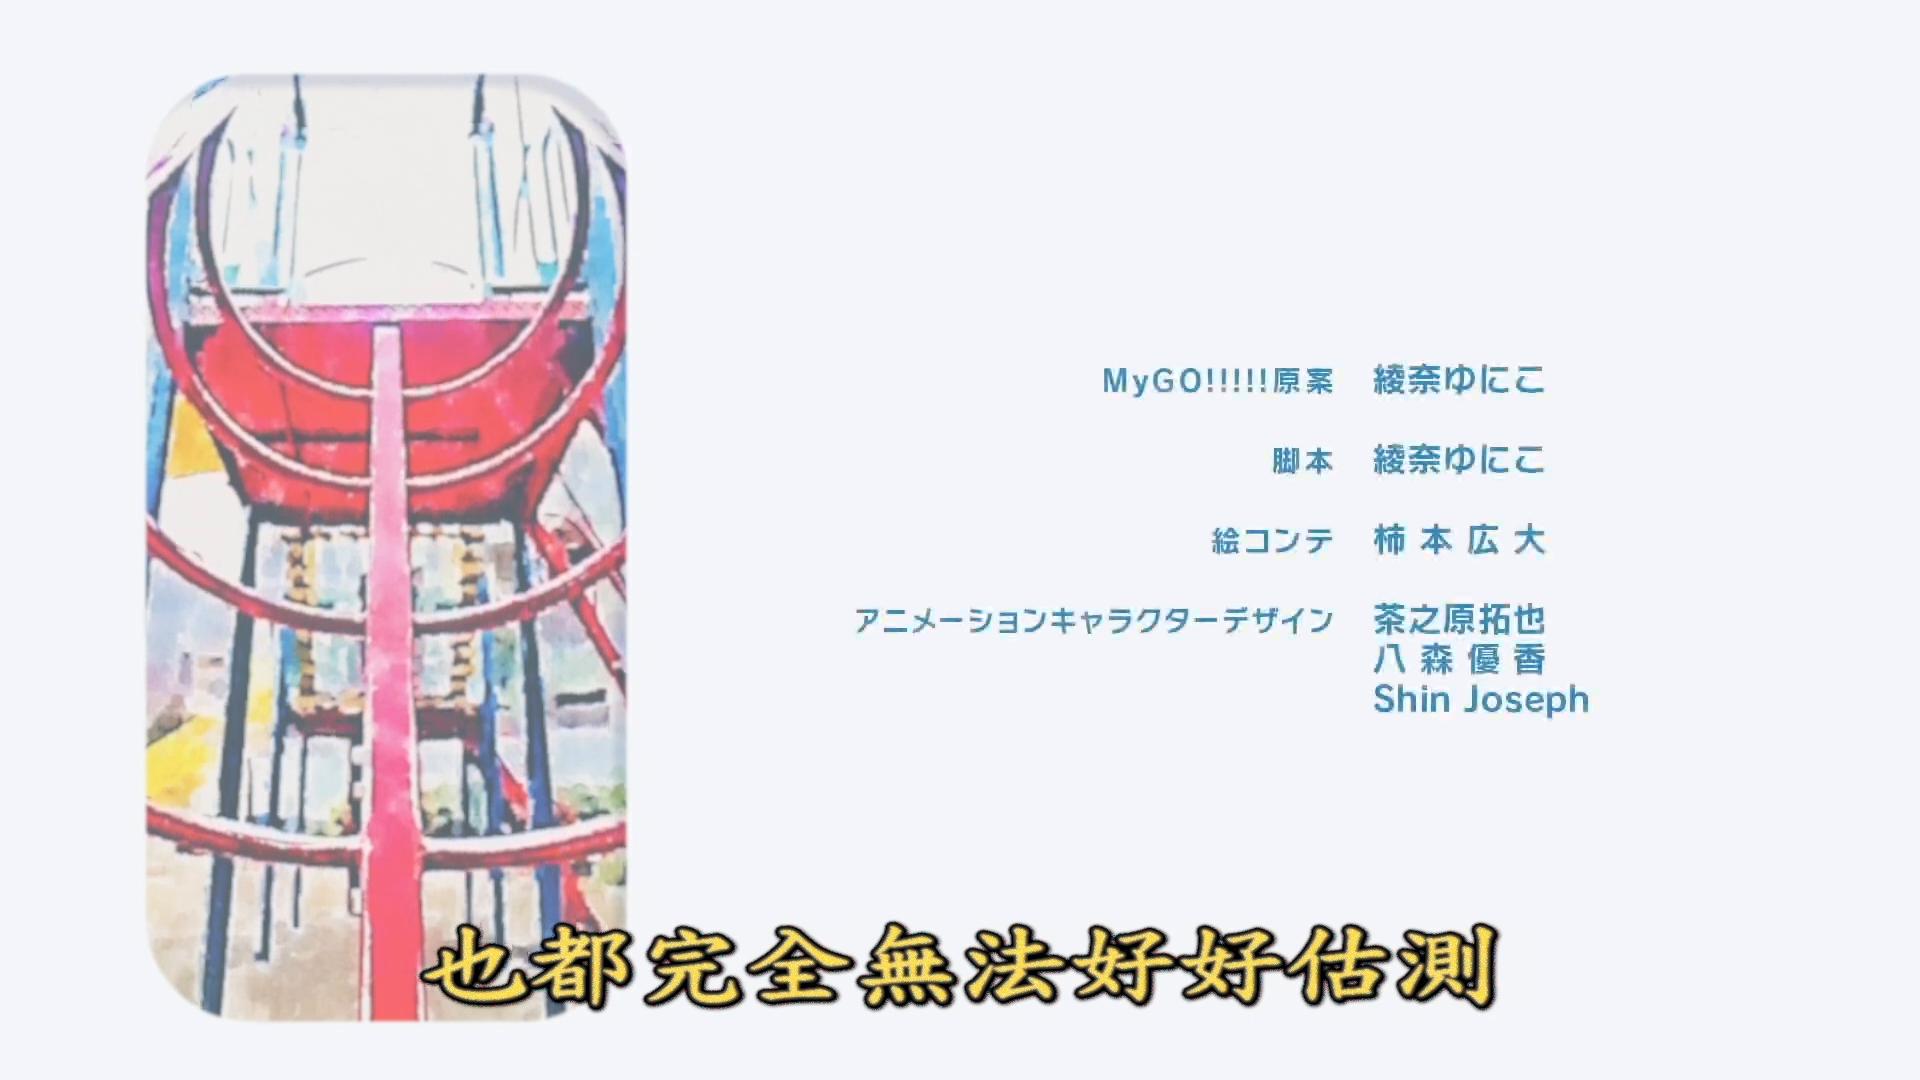 MyGO!!!!!原案 綾奈ゆにこ
脚本 綾奈ゆにこ
絵コンテ 柿本広大
アニメーションキャラクターデザイン 茶之原拓也
八森優香
Shin Joseph
也都完全無法好好估測